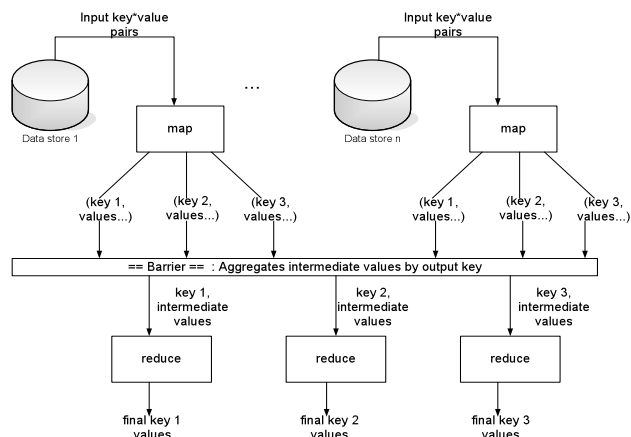 Input key*value
pairs
Input key*value
pairs
...
map
map
Data store 1
Data store n
(key 1,
values...)
(key 2,
values...)
(key 3,
values...)
(key 1,
values...)
(key 2,
values...)
(key 3,
values...)
== Barrier == : Aggregates intermediate values by output key
key 1,
intermediate
values
key 2,
intermediate
values
key 3,
intermediate
values
reduce
reduce
reduce
final key 1
values
final key 2
values
final key 3
values